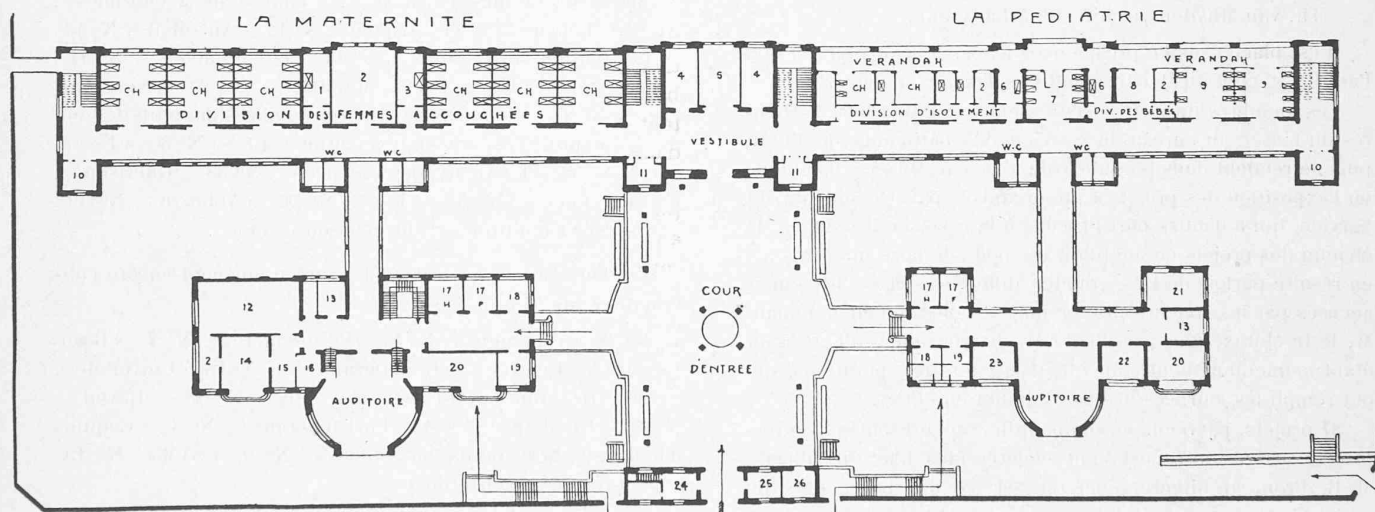 LA MATERNITE
LA PEDIATRIE
VERANDAH
VERANDAH
CH CH CH 1 2 3 CH CH CH
4 5 4
CH CH 2 6 7 6 8 2 9
DIVISION DES FEMMES ACCOUCHÉES
DIVISION D'ISOLEMENT
DIV. DES BÉBÉS
VESTIBULE
WC WC
W.C WC
10 11 11 10
12 13 17 H 17 F 18
COUR
D'ENTREE
17 H F 21
13
2 14 15 16 20 19
18 19 23 22 20
AUDITOIRE
AUDITOIRE
24 25 26